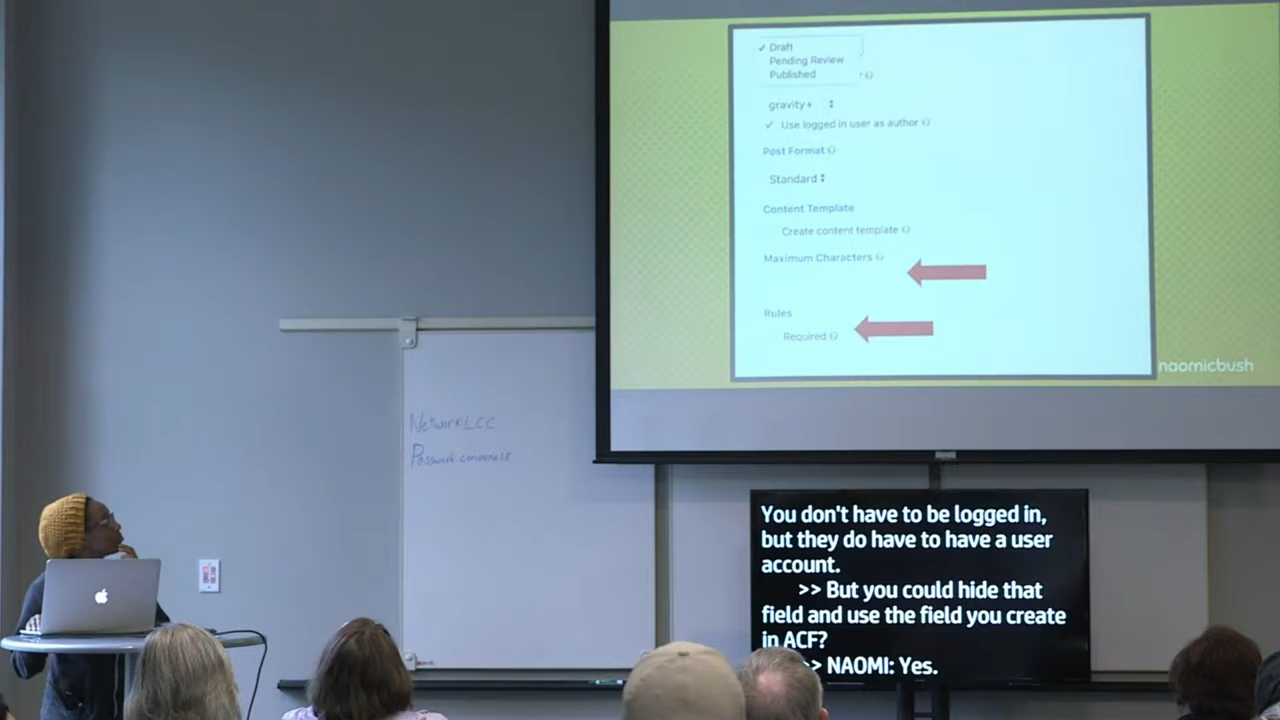 ✓ Draft
Pending Review
Published
gravity+
✓ Use logged in user as author
Post Format
Standard
Content Template
Create content template
Maximum Characters
Rules
Required
naomicbush
Network LCC
You don't have to be logged in,
but they do have to have a user
account.
>> But you could hide that
field and use the field you create
in ACF?
>> NAOMI: Yes.